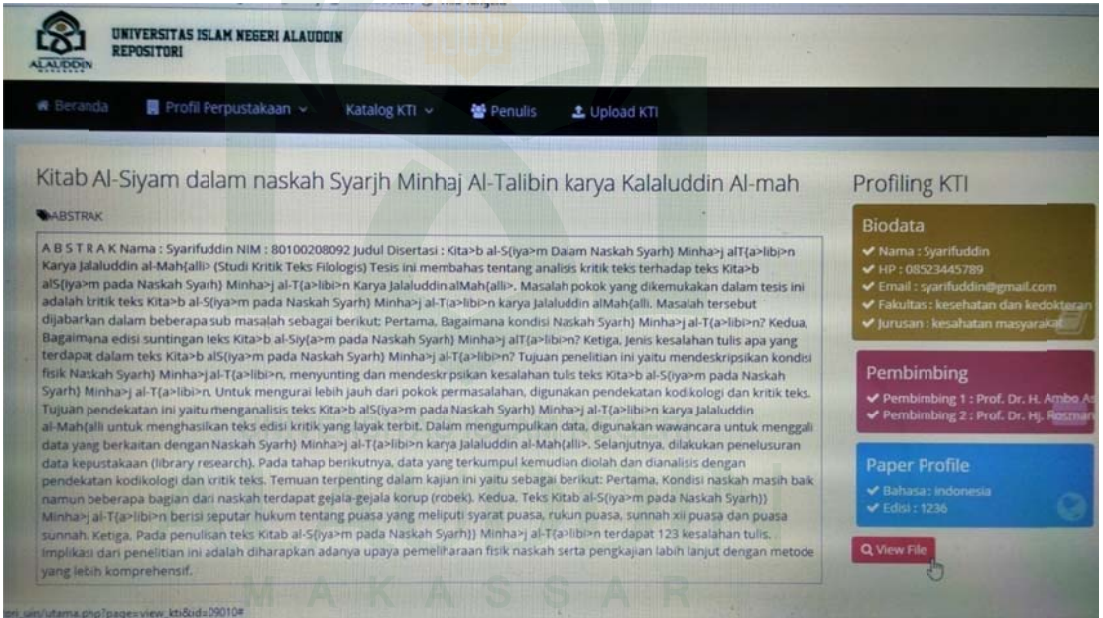 UNIVERSITAS ISLAM NEGERI ALAUDDIN
REPOSITORI
ALAUDDIN
Beranda
Profil Perpustakaan
Katalog KTI
Penulis
Upload KTI
Kitab Al-Siyam dalam naskah Syarjh Minhaj Al-Talibin karya Kalaluddin Al-mah
ABSTRAK
A B S T R A K Nama : Syarifuddin NIM : 80100208092 Judul Disertasi : Kita>b al-S{iya>m Dalam Naskah Syarh} Minha>j alT{a>libi>n
Karya Jalaluddin al-Mah{alli> (Studi Kritik Teks Filologis) Tesis ini membahas tentang analisis kritik teks terhadap teks Kita>b
alS{iya>m pada Naskah Syarh} Minha>j al-T{a>libi>n Karya JalaluddinalMah{alli>. Masalah pokok yang dikemukakan dalam tesis ini
adalah kritik teks Kita>b al-S{iya>m pada Naskah Syarh} Minha>j al-T{a>libi>n karya Jalaluddin alMah{alli. Masalah tersebut
dijabarkan dalam beberapa sub masalah sebagai berikut: Pertama, Bagaimana kondisi Naskah Syarh} Minha>j al-T{a>libi>n? Kedua,
Bagaimana edisi suntingan teks Kita>b al-Siy{a>m pada Naskah Syarh} Minha>j alT{a>libi>n? Ketiga, Jenis kesalahan tulis apa yang
terdapat dalam teks Kita>b alS{iya>m pada Naskah Syarh} Minha>j al-T{a>libi>n? Tujuan penelitian ini yaitu mendeskripsikan kondisi
fisik Naskah Syarh} Minha>j al-T{a>libi>n, menyunting dan mendeskrpsikan kesalahan tulis teks Kita>b al-S{iya>m pada Naskah
Syarh} Minha>j al-T{a>libi>n. Untuk mengurai lebih jauh dari pokok permasalahan, digunakan pendekatan kodikologi dan kritik teks.
Tujuan pendekatan ini yaitu menganalisis teks Kita>b alS{iya>m pada Naskah Syarh} Minha>j al-T{a>libi>n karya Jalaluddin
al-Mah{alli untuk menghasilkan teks edisi kritik yang layak terbit. Dalam mengumpulkan data, digunakan wawancara untuk menggali
data yang berkaitan dengan Naskah Syarh} Minha>j al-T{a>libi>n karya Jalaluddin al-Mah{alli>. Selanjutnya, dilakukan penelusuran
data kepustakaan (library research). Pada tahap berikutnya, data yang terkumpul kemudian diolah dan dianalisis dengan
pendekatan kodikologi dan kritik teks. Temuan terpenting dalam kajian ini yaitu sebagai berikut: Pertama, Kondisi naskah masih baik
namun beberapa bagian dari naskah terdapat gejala-gejala korup (robek). Kedua, Teks Kitab al-S{iya>m pada Naskah Syarh}}
Minha>j al-T{a>libi>n berisi seputar hukum tentang puasa yang meliputi syarat puasa, rukun puasa, sunnah xii puasa dan puasa
sunnah. Ketiga, Pada penulisan teks Kitab al-S{iya>m pada Naskah Syarh}} Minha>j al-T{a>libi>n terdapat 123 kesalahan tulis.
Implikasi dari penelitian ini adalah diharapkan adanya upaya pemeliharaan fisik naskah serta pengkajian labih lanjut dengan metode
yang lebih komprehensif.
Profiling KTI
Biodata
Nama : Syarifuddin
HP : 08523445789
Email : syarifuddin@gmail.com
Fakultas : kesehatan dan kedokteran
Jurusan : kesahatan masyarakat
Pembimbing
Pembimbing 1 : Prof. Dr. H. Ambo As
Pembimbing 2 : Prof. Dr. Hj. Rosman
Paper Profile
Bahasa : indonesia
Edisi : 1236
View File
MAKASSAR
uin/utama.php?page=view_kti&id=09010#